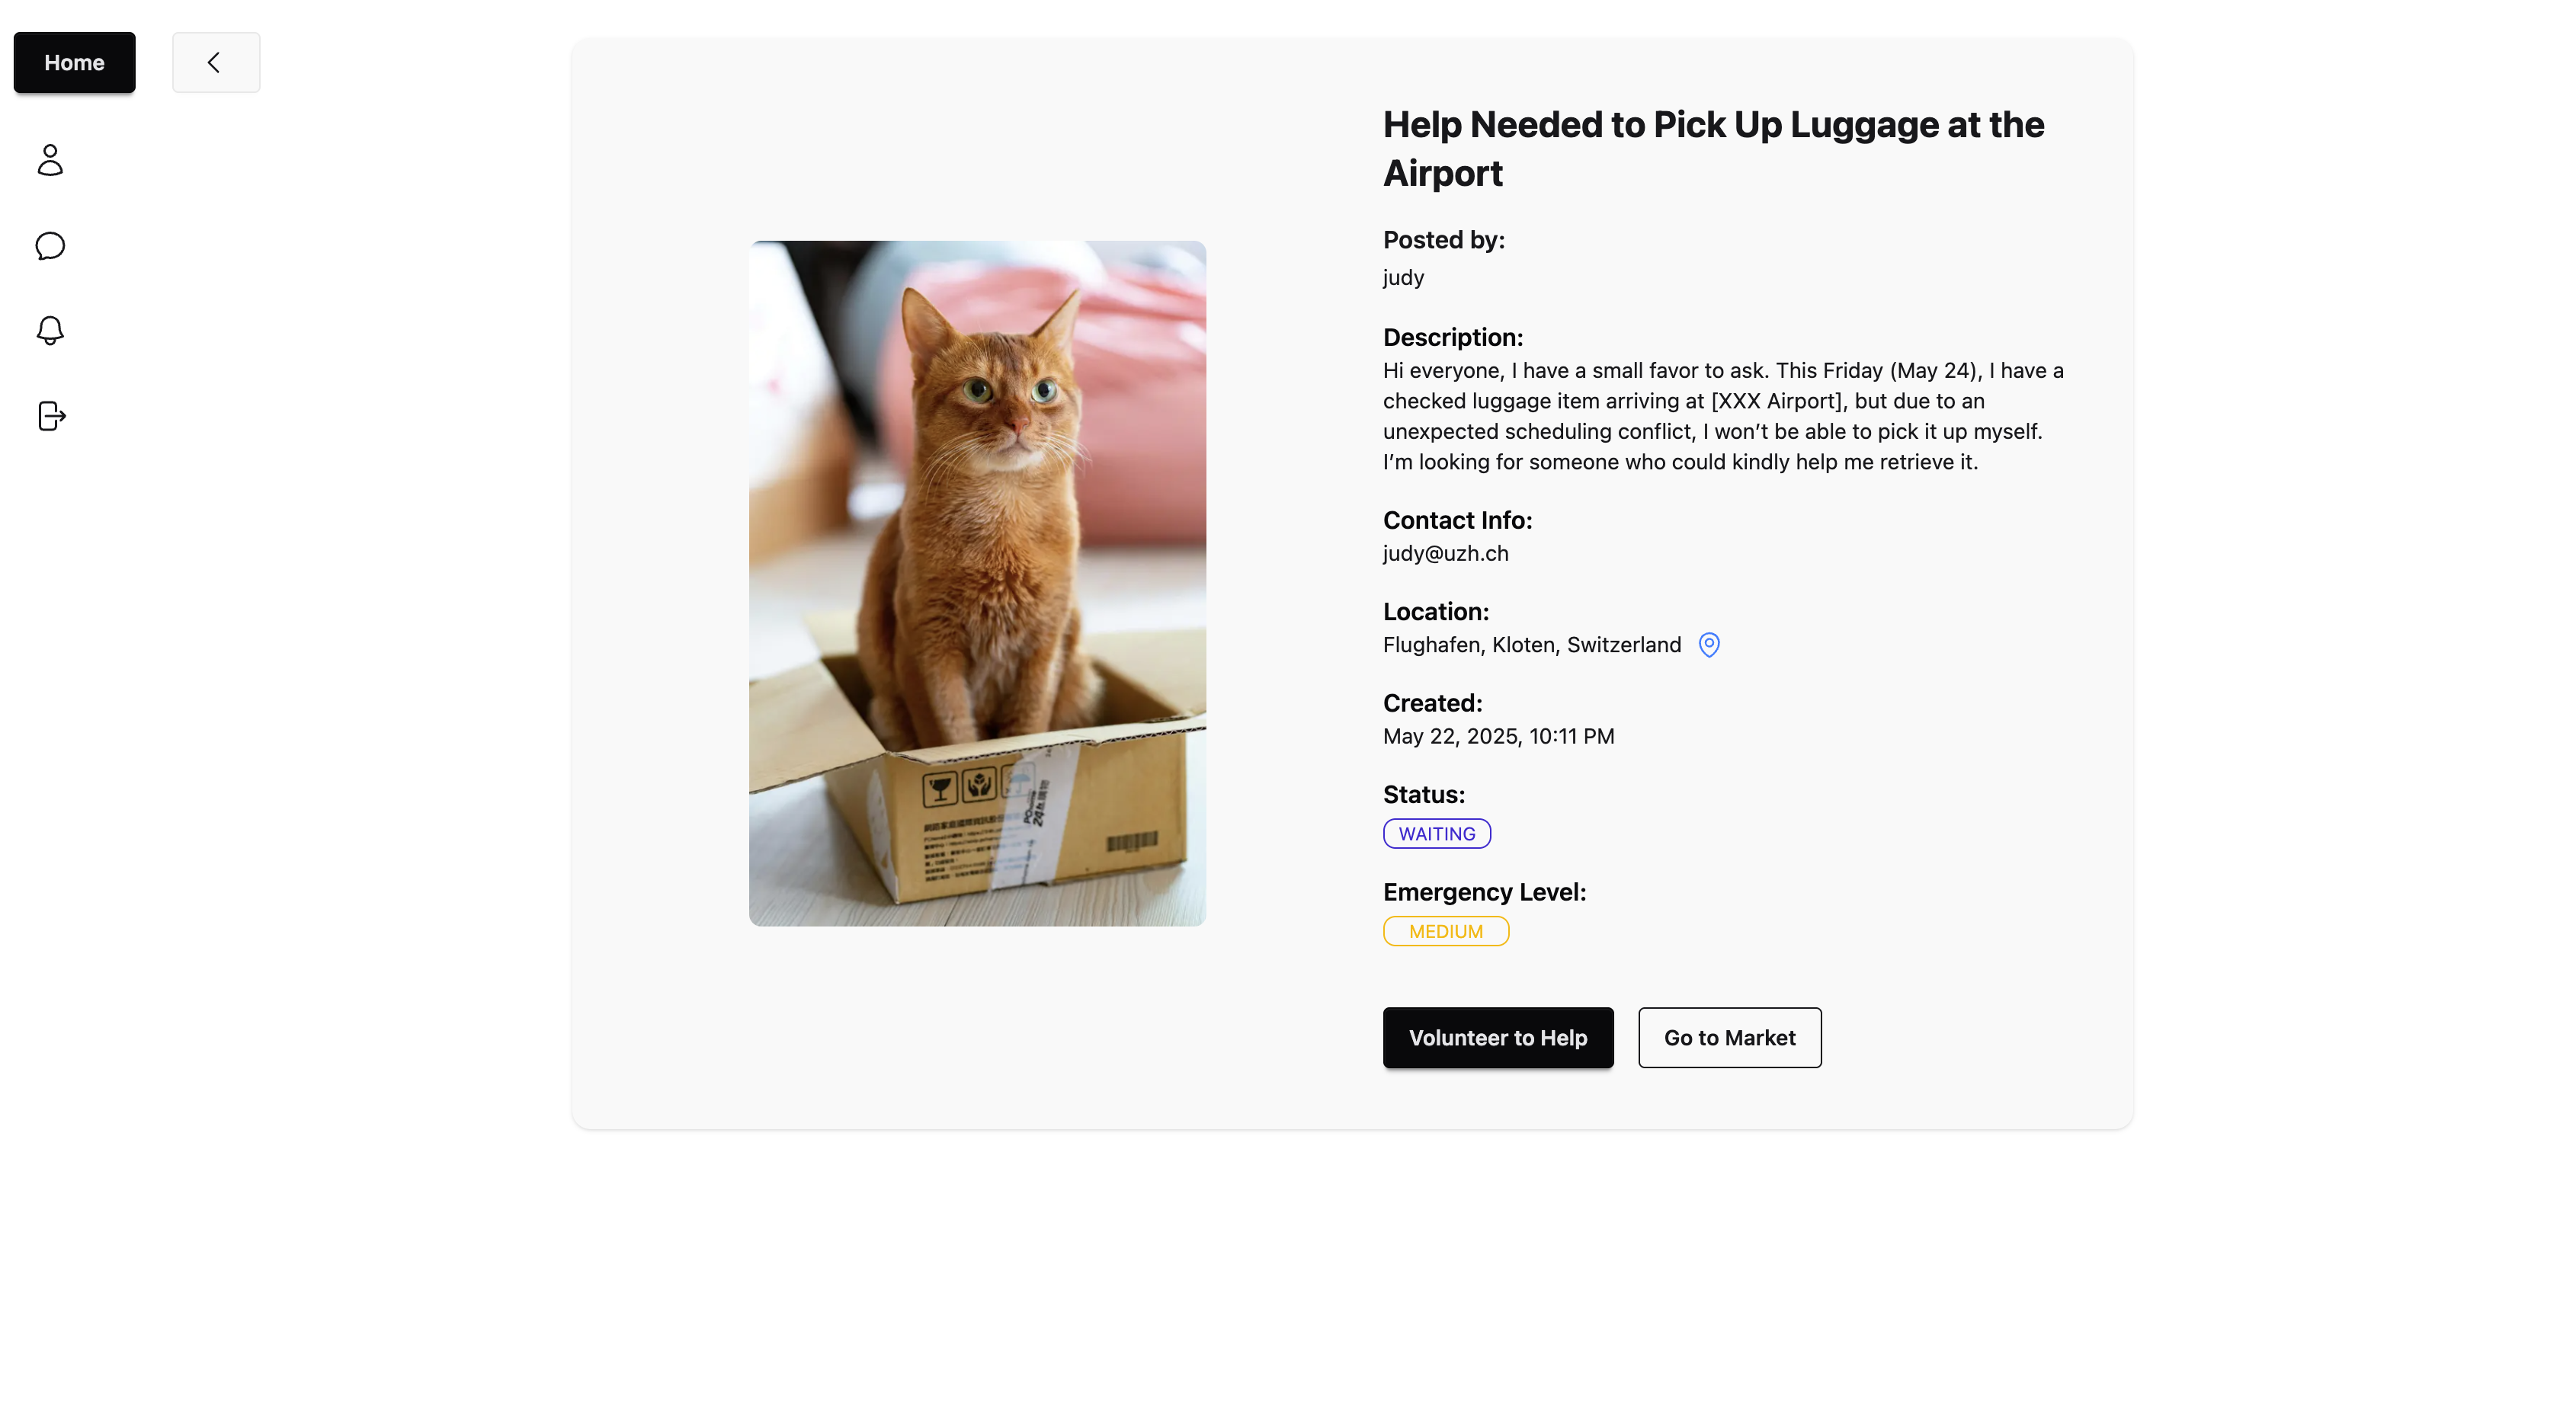 Home
Help Needed to Pick Up Luggage at the
Airport
Posted by:
judy
Description:
Hi everyone, I have a small favor to ask. This Friday (May 24), I have a
checked luggage item arriving at [XXX Airport], but due to an
unexpected scheduling conflict, I won’t be able to pick it up myself.
I’m looking for someone who could kindly help me retrieve it.
Contact Info:
judy@uzh.ch
Location:
Flughafen, Kloten, Switzerland
Created:
May 22, 2025, 10:11 PM
Status:
WAITING
Emergency Level:
MEDIUM
Volunteer to Help
Go to Market